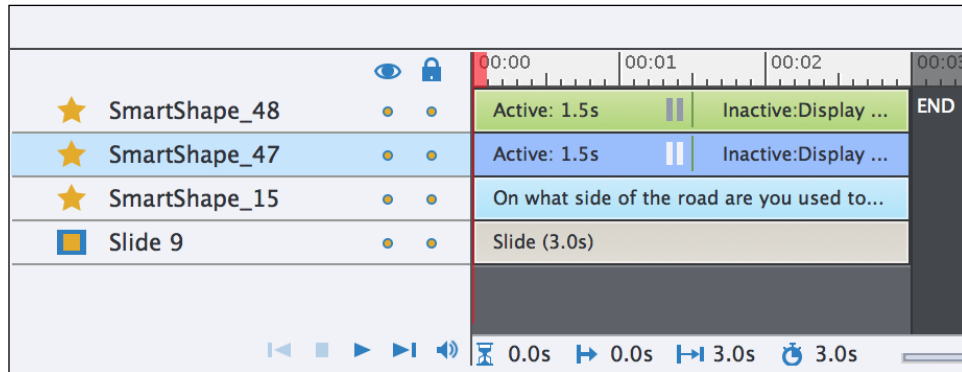 00:00 00:01 00:02 00:03
SmartShape_48 Active: 1.5s Inactive:Display ... END
SmartShape_47 Active: 1.5s Inactive:Display ...
SmartShape_15 On what side of the road are you used to...
Slide 9 Slide (3.0s)
0.0s 0.0s 3.0s 3.0s